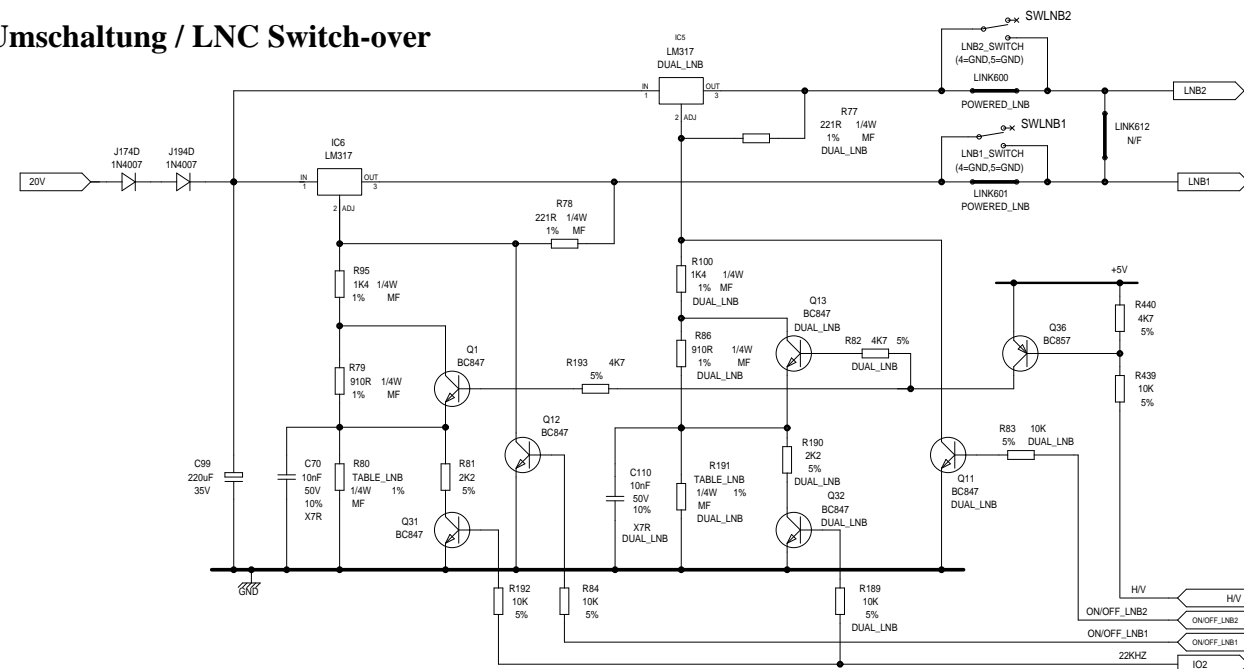 Umschaltung / LNC Switch-over
SWLNB2
LNB2_SWITCH
(4=GND,5=GND)
LINK600
POWERED_LNB
LNB2
IC5
LM317
DUAL_LNB
IN
1
OUT
3
2
ADJ
R77
221R 1/4W
1% MF
DUAL_LNB
SWLNB1
LNB1_SWITCH
(4=GND,5=GND)
LINK601
POWERED_LNB
LINK612
N/F
LNB1
J174D
1N4007
J194D
1N4007
20V
IC6
LM317
IN
1
OUT
3
2
ADJ
R78
221R 1/4W
1% MF
R95
1K4 1/4W
1% MF
R100
1K4 1/4W
1% MF
DUAL_LNB
Q13
BC847
DUAL_LNB
+5V
R440
4K7
5%
Q36
BC857
R439
10K
5%
Q1
BC847
R79
910R 1/4W
1% MF
R193 4K7
5%
R86
910R 1/4W
1% MF
DUAL_LNB
R82 4K7 5%
DUAL_LNB
Q12
BC847
R83 10K
5% DUAL_LNB
C99
220uF
35V
C70
10nF
50V
10%
X7R
R80
TABLE_LNB
1/4W 1%
MF
R81
2K2
5%
Q31
BC847
C110
10nF
50V
10%
X7R
DUAL_LNB
R191
TABLE_LNB
1/4W 1%
MF
DUAL_LNB
R190
2K2
5%
DUAL_LNB
Q32
BC847
DUAL_LNB
Q11
BC847
DUAL_LNB
GND
R192
10K
5%
R84
10K
5%
R189
10K
5%
DUAL_LNB
H/V
H/V
ON/OFF_LNB2
ON/OFF_LNB2
ON/OFF_LNB1
ON/OFF_LNB1
22KHZ
IO2